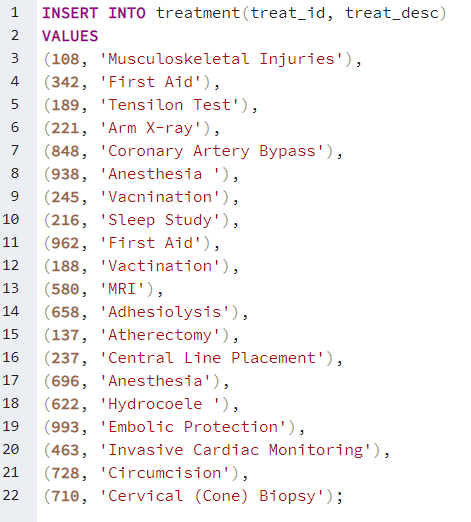 1 INSERT INTO treatment(treat_id, treat_desc)
2 VALUES
3 (108, 'Musculoskeletal Injuries'),
4 (342, 'First Aid'),
5 (189, 'Tensilon Test'),
6 (221, 'Arm X-ray'),
7 (848, 'Coronary Artery Bypass'),
8 (938, 'Anesthesia '),
9 (245, 'Vacnination'),
10 (216, 'Sleep Study'),
11 (962, 'First Aid'),
12 (188, 'Vactination'),
13 (580, 'MRI'),
14 (658, 'Adhesiolysis'),
15 (137, 'Atherectomy'),
16 (237, 'Central Line Placement'),
17 (696, 'Anesthesia'),
18 (622, 'Hydrocoele '),
19 (993, 'Embolic Protection'),
20 (463, 'Invasive Cardiac Monitoring'),
21 (728, 'Circumcision'),
22 (710, 'Cervical (Cone) Biopsy');